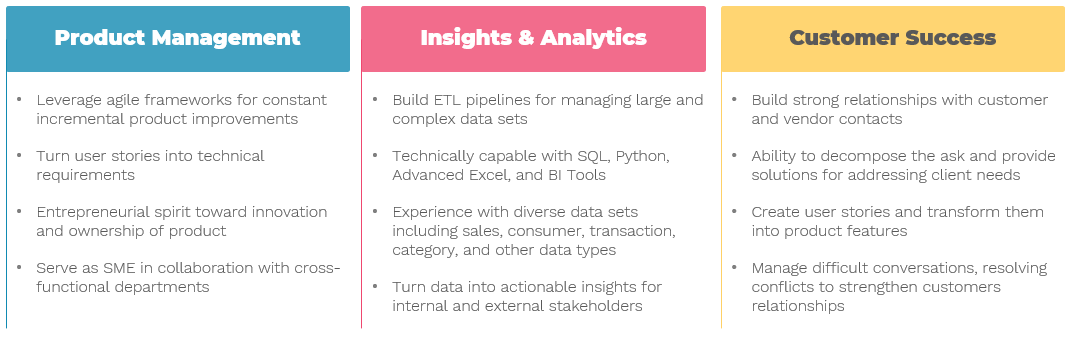 Product Management
• Leverage agile frameworks for constant
incremental product improvements
• Turn user stories into technical
requirements
• Entrepreneurial spirit toward innovation
and ownership of product
• Serve as SME in collaboration with cross-
functional departments
Insights & Analytics
• Build ETL pipelines for managing large and
complex data sets
• Technically capable with SQL, Python,
Advanced Excel, and BI Tools
• Experience with diverse data sets
including sales, consumer, transaction,
category, and other data types
• Turn data into actionable insights for
internal and external stakeholders
Customer Success
• Build strong relationships with customer
and vendor contacts
• Ability to decompose the ask and provide
solutions for addressing client needs
• Create user stories and transform them
into product features
• Manage difficult conversations, resolving
conflicts to strengthen customers
relationships